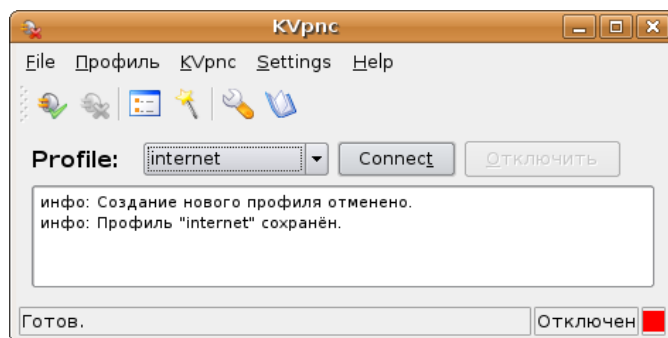 KVpnc
File Профиль KVpnc Settings Help
Profile: internet Connect Отключить
инфо: Создание нового профиля отменено.
инфо: Профиль "internet" сохранён.
Готов. Отключен